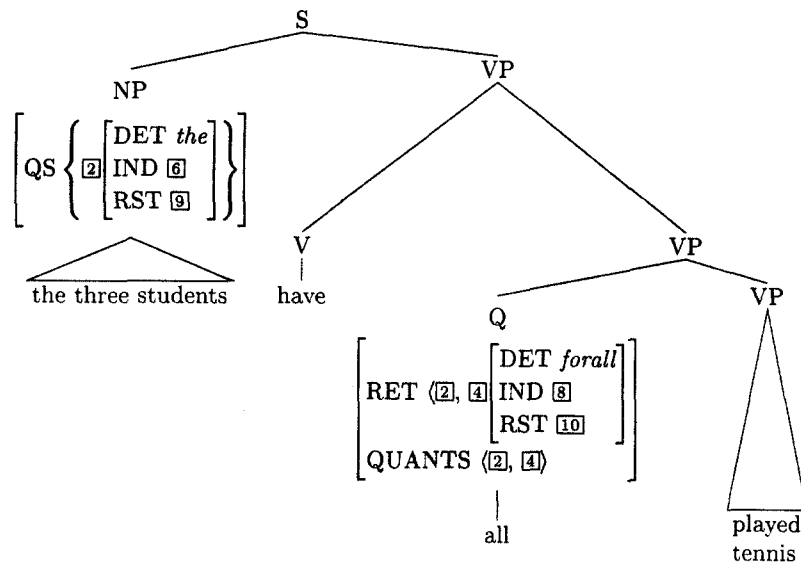 S
NP
VP
QS { [2] [ DET the
IND [6]
RST [9] ] }
V
VP
the three students
have
Q
VP
RET ⟨[2], [4] [ DET forall
IND [8]
RST [10] ]
QUANTS ⟨[2], [4]⟩
all
played
tennis